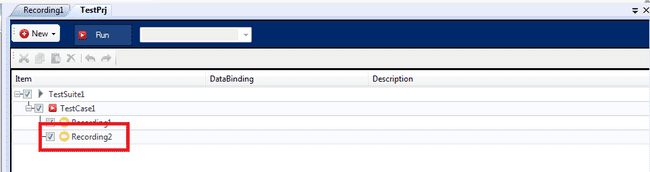 Recording1 TestPrj
New Run
Item DataBinding Description
TestSuite1
TestCase1
Recording1
Recording2